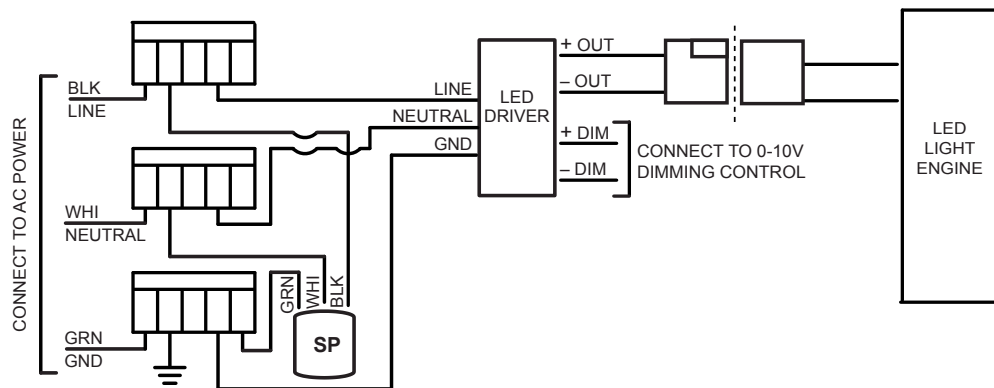 CONNECT TO AC POWER
BLK
LINE
WHI
NEUTRAL
GRN
GND
GRN
WHI
BLK
SP
LINE
NEUTRAL
GND
LED
DRIVER
+ OUT
– OUT
+ DIM
– DIM
CONNECT TO 0-10V
DIMMING CONTROL
LED
LIGHT
ENGINE